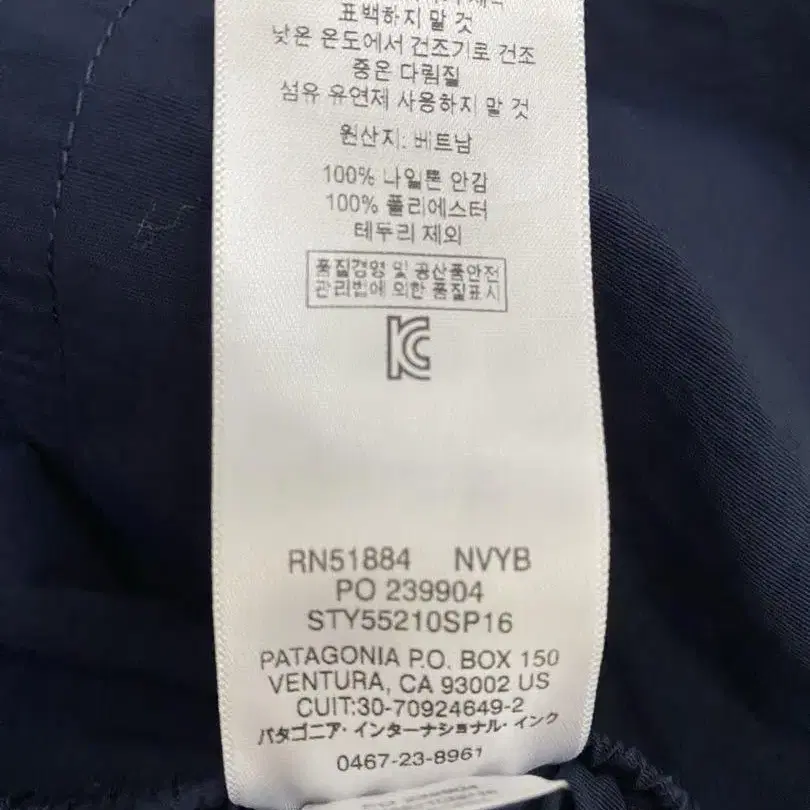 표백하지 말 것
낮은 온도에서 건조기로 건조
중온 다림질
섬유 유연제 사용하지 말 것
원산지: 베트남
100% 나일론 안감
100% 폴리에스터
테두리 제외
품질경영 및 공산품안전
관리법에 의한 품질표시
KC
RN51884 NVYB
PO 239904
STY55210SP16
PATAGONIA P.O. BOX 150
VENTURA, CA 93002 US
CUIT:30-70924649-2
パタゴニア・インターナショナル・インク
0467-23-8961